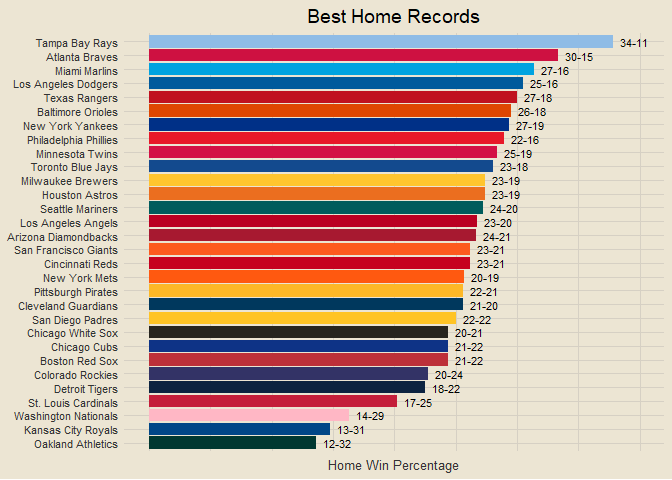 Best Home Records
Tampa Bay Rays 34-11
Atlanta Braves 30-15
Miami Marlins 27-16
Los Angeles Dodgers 25-16
Texas Rangers 27-18
Baltimore Orioles 26-18
New York Yankees 27-19
Philadelphia Phillies 22-16
Minnesota Twins 25-19
Toronto Blue Jays 23-18
Milwaukee Brewers 23-19
Houston Astros 23-19
Seattle Mariners 24-20
Los Angeles Angels 23-20
Arizona Diamondbacks 24-21
San Francisco Giants 23-21
Cincinnati Reds 23-21
New York Mets 20-19
Pittsburgh Pirates 22-21
Cleveland Guardians 21-20
San Diego Padres 22-22
Chicago White Sox 20-21
Chicago Cubs 21-22
Boston Red Sox 21-22
Colorado Rockies 20-24
Detroit Tigers 18-22
St. Louis Cardinals 17-25
Washington Nationals 14-29
Kansas City Royals 13-31
Oakland Athletics 12-32
Home Win Percentage